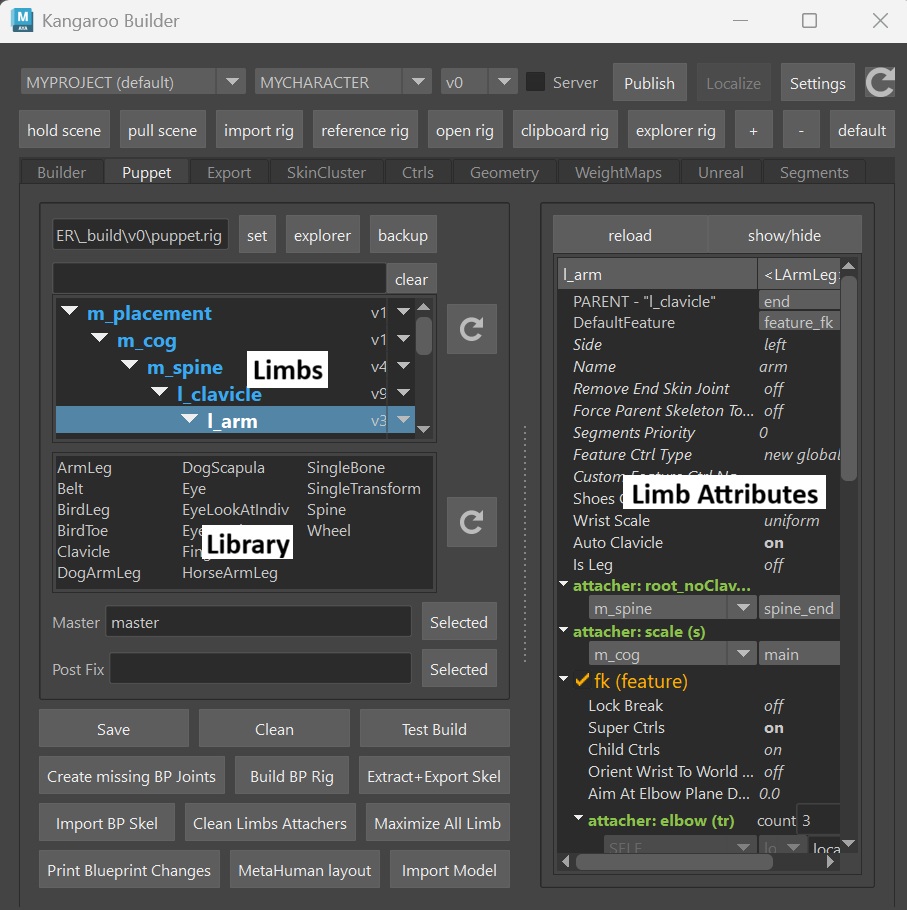 Kangaroo Builder
MYPROJECT (default) MYCHARACTER v0 Server Publish Localize Settings
hold scene pull scene import rig reference rig open rig clipboard rig explorer rig + - default
Builder Puppet Export SkinCluster Ctrls Geometry WeightMaps Unreal Segments
ER\_build\v0\puppet.rig set explorer backup
clear
m_placement v1
m_cog v1
m_spine v4
Limbs
l_clavicle v9
l_arm v3
ArmLeg DogScapula SingleBone
Belt Eye SingleTransform
BirdLeg EyeLookAtIndiv Spine
BirdToe Wheel
Library
Clavicle
DogArmLeg HorseArmLeg
Master master Selected
Post Fix Selected
Save Clean Test Build
Create missing BP Joints Build BP Rig Extract+Export Skel
Import BP Skel Clean Limbs Attachers Maximize All Limb
Print Blueprint Changes MetaHuman layout Import Model
reload show/hide
l_arm <LArmLeg
PARENT - "l_clavicle" end
DefaultFeature feature_fk
Side left
Name arm
Remove End Skin Joint off
Force Parent Skeleton To... off
Segments Priority 0
Feature Ctrl Type new global
Custom Feature Ctrl
Limb Attributes
Shoes
Wrist Scale uniform
Auto Clavicle on
Is Leg off
attacher: root_noClav...
m_spine spine_end
attacher: scale (s)
m_cog main
fk (feature)
Lock Break off
Super Ctrls on
Child Ctrls on
Orient Wrist To World ... off
Aim At Elbow Plane D... 0.0
attacher: elbow (tr) count 3
SELF lo loca